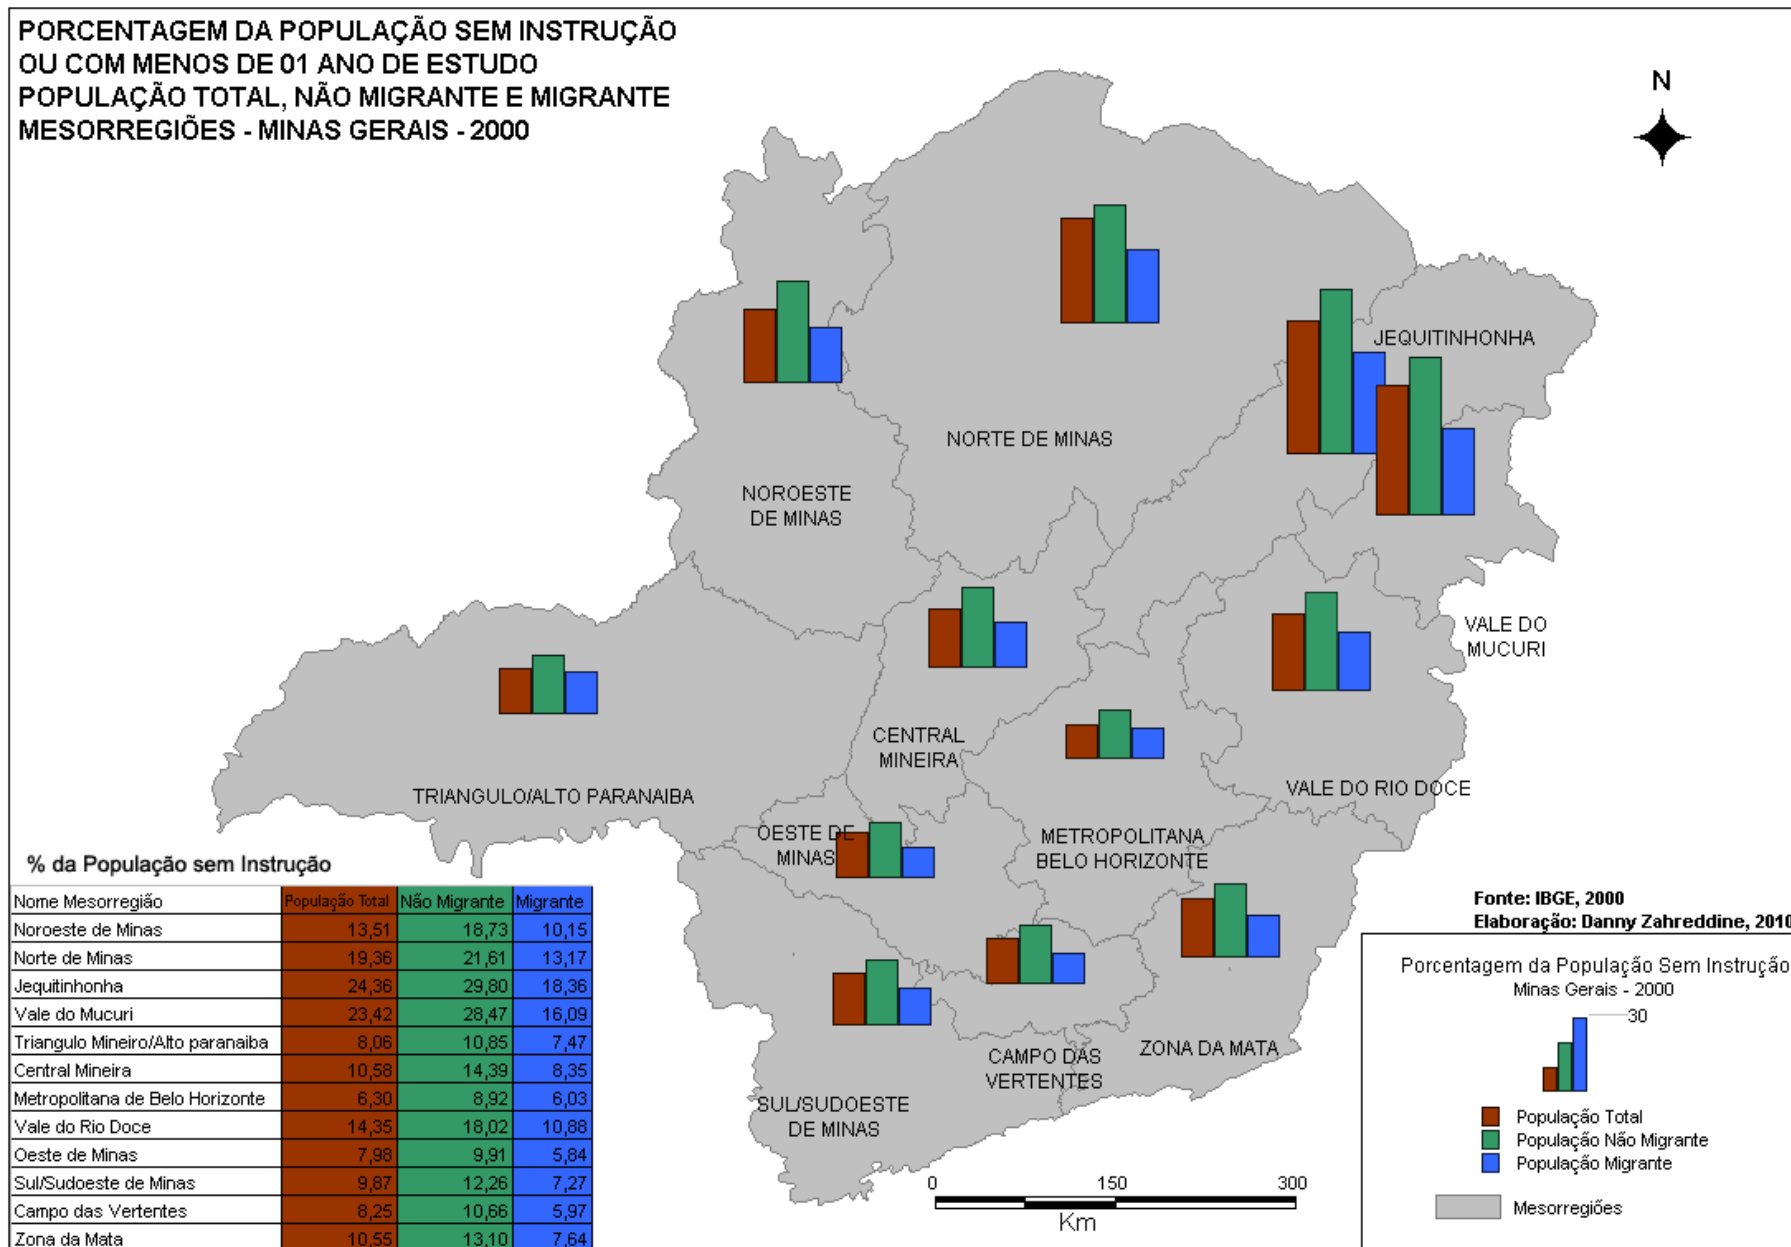 PORCENTAGEM DA POPULAÇÃO SEM INSTRUÇÃO
OU COM MENOS DE 01 ANO DE ESTUDO
POPULAÇÃO TOTAL, NÃO MIGRANTE E MIGRANTE
MESORREGIÕES - MINAS GERAIS - 2000
N
JEQUITINHONHA
NORTE DE MINAS
NOROESTE
DE MINAS
VALE DO
MUCURI
CENTRAL
MINEIRA
VALE DO RIO DOCE
TRIANGULO/ALTO PARANAIBA
OESTE DE
MINAS
METROPOLITANA
BELO HORIZONTE
CAMPO DAS
VERTENTES
ZONA DA MATA
SUL/SUDOESTE
DE MINAS
% da População sem Instrução
Nome Mesorregião População Total Não Migrante Migrante
Noroeste de Minas 13,51 18,73 10,15
Norte de Minas 19,36 21,61 13,17
Jequitinhonha 24,36 29,80 18,36
Vale do Mucuri 23,42 28,47 16,09
Triangulo Mineiro/Alto paranaiba 8,06 10,85 7,47
Central Mineira 10,58 14,39 8,35
Metropolitana de Belo Horizonte 6,30 8,92 6,03
Vale do Rio Doce 14,35 18,02 10,88
Oeste de Minas 7,98 9,91 5,84
Sul/Sudoeste de Minas 9,87 12,26 7,27
Campo das Vertentes 8,25 10,66 5,97
Zona da Mata 10,55 13,10 7,64
0 150 300
Km
Fonte: IBGE, 2000
Elaboração: Danny Zahreddine, 2010
Porcentagem da População Sem Instrução
Minas Gerais - 2000
30
População Total
População Não Migrante
População Migrante
Mesorregiões